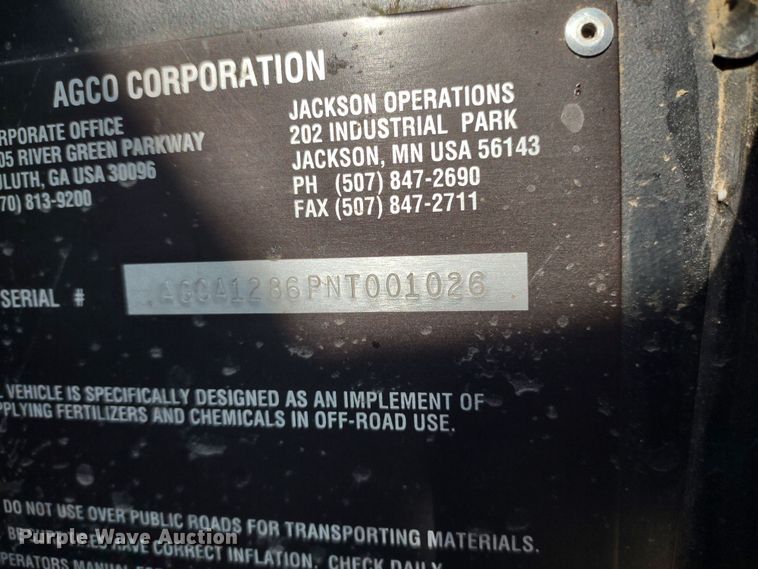 AGCO CORPORATION
ORPORATE OFFICE
05 RIVER GREEN PARKWAY
ULUTH, GA USA 30096
70) 813-9200
JACKSON OPERATIONS
202 INDUSTRIAL PARK
JACKSON, MN USA 56143
PH (507) 847-2690
FAX (507) 847-2711
SERIAL # AGCA1286PNT001026
VEHICLE IS SPECIFICALLY DESIGNED AS AN IMPLEMENT OF
PPLYING FERTILIZERS AND CHEMICALS IN OFF-ROAD USE.
DO NOT USE OVER PUBLIC ROADS FOR TRANSPORTING MATERIALS.
HAVE CORRECT INFLATION. CHECK DAILY.
PERATORS MANUAL FOR
Purple Wave Auction